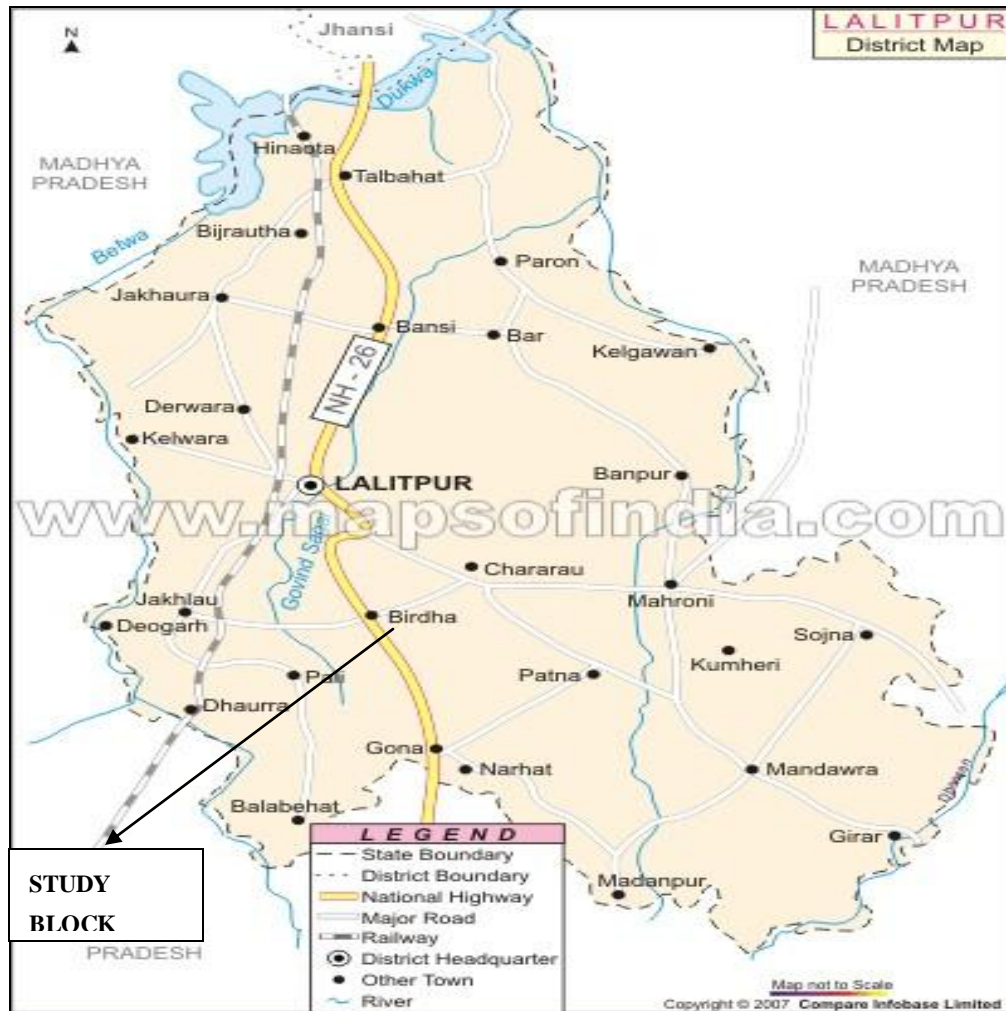 LALITPUR
District Map
N
Jhansi
Dukwa
Hinaota
MADHYA
PRADESH
Talbahat
Bijrautha
Betwa
Paron
MADHYA
PRADESH
Jakhaura
Bansi
Bar
Kelgawan
NH - 26
Derwara
Kelwara
Banpur
LALITPUR
www.mapsofindia.com
Govind Sagar
Chararau
Mahroni
Jakhlau
Deogarh
Birdha
Sojna
Kumheri
Pali
Patna
Dhaurra
Gona
Narhat
Mandawra
Balabehat
Girar
Madanpur
STUDY
BLOCK
PRADESH
LEGEND
State Boundary
District Boundary
National Highway
Major Road
Railway
District Headquarter
Other Town
River
Map not to Scale
Copyright © 2007 Compare Infobase Limited